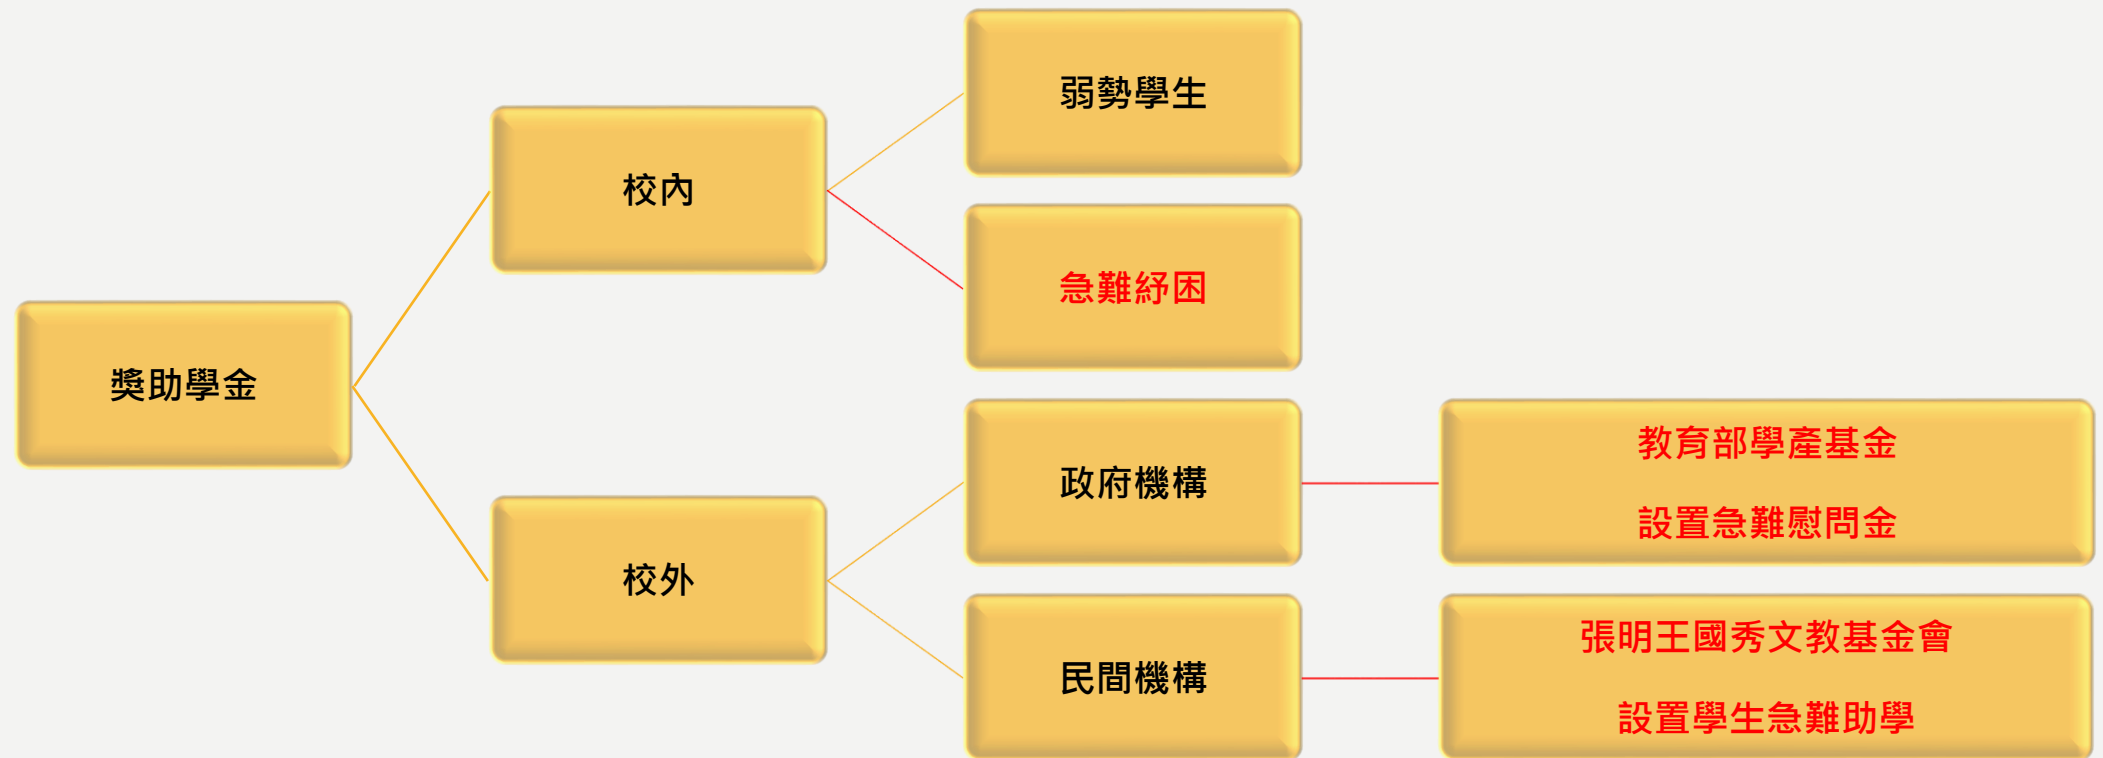 獎助學金
校內
弱勢學生
急難紓困
校外
政府機構
教育部學產基金
設置急難慰問金
民間機構
張明王國秀文教基金會
設置學生急難助學